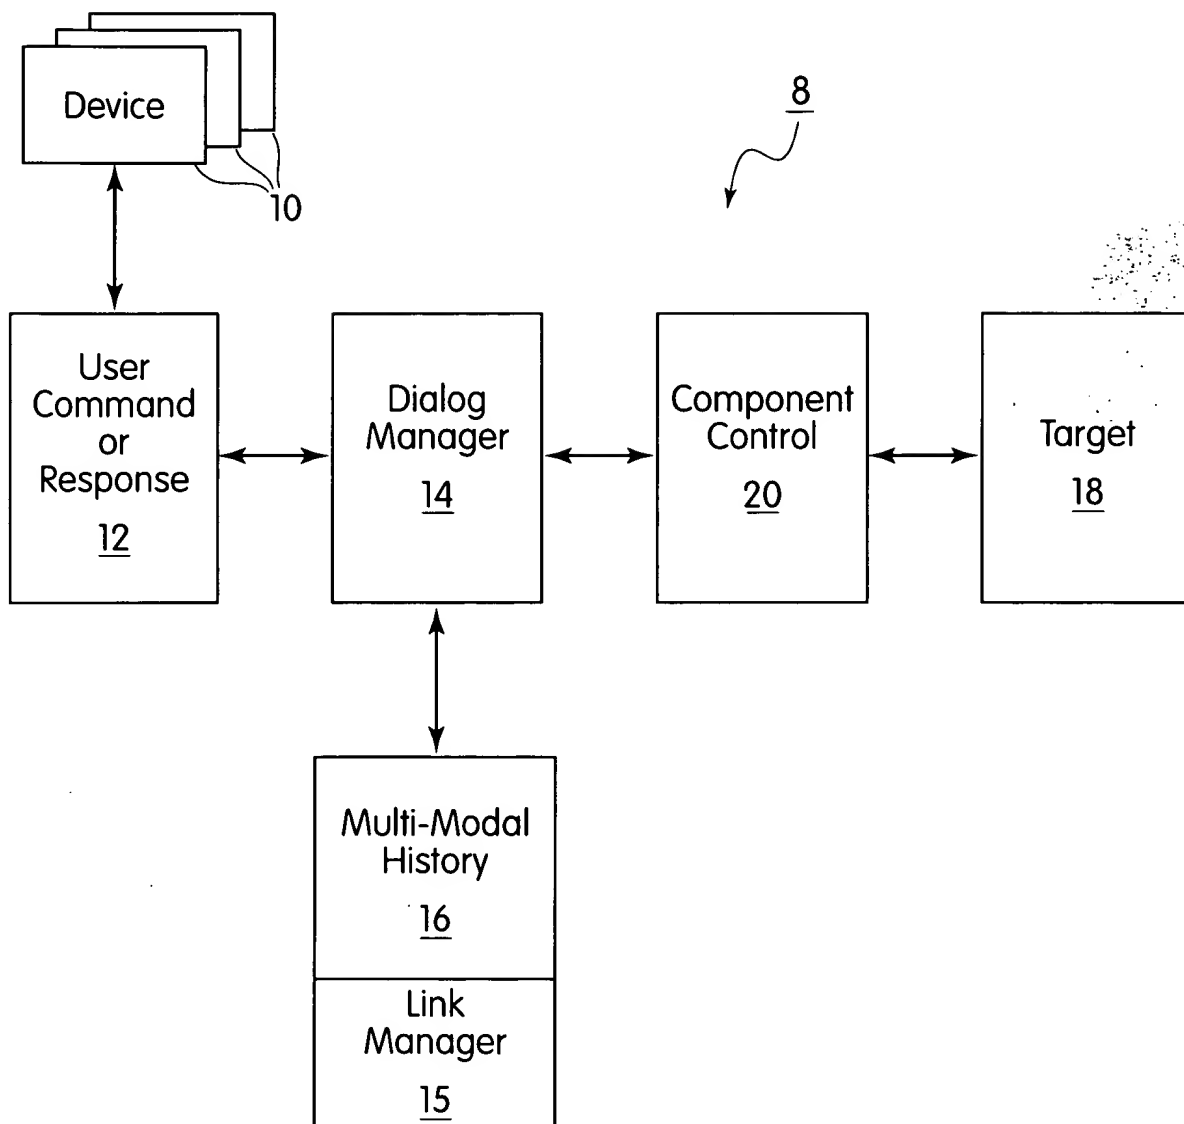 Device
10
8
User
Command
or
Response
12
Dialog
Manager
14
Component
Control
20
Target
18
Multi-Modal
History
16
Link
Manager
15